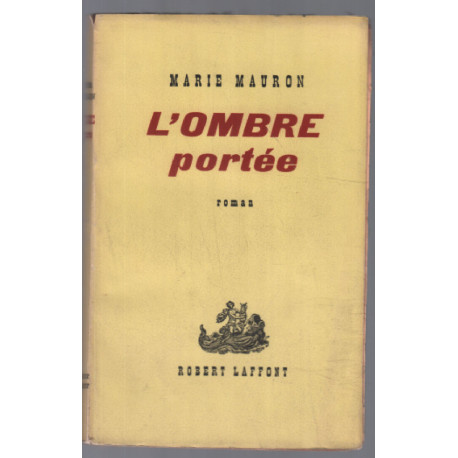 MARIE MAURON
L'OMBRE
portée
roman
ROBERT LAFFONT